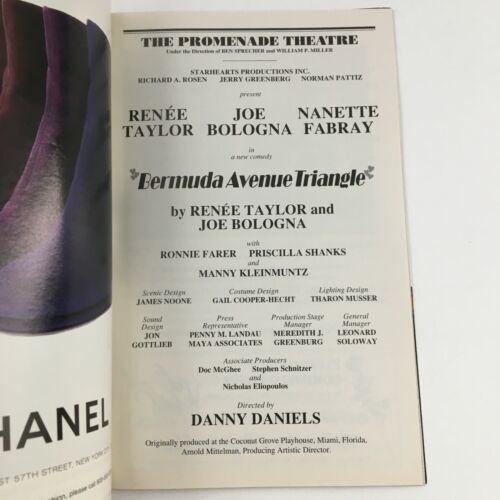 THE PROMENADE THEATRE
Under the Direction of BEN SPRECHER and WILLIAM P. MILLER
STARHEARTS PRODUCTIONS INC.
RICHARD A. ROSEN JERRY GREENBERG NORMAN PATTIZ
present
RENÉE TAYLOR
JOE BOLOGNA
NANETTE FABRAY
in
a new comedy
Bermuda Avenue Triangle
by RENÉE TAYLOR and
JOE BOLOGNA
with
RONNIE FARER PRISCILLA SHANKS
and
MANNY KLEINMUNTZ
Scenic Design
JAMES NOONE
Costume Design
GAIL COOPER-HECHT
Lighting Design
THARON MUSSER
Sound
Design
JON
GOTTLIEB
Press
Representative
PENNY M. LANDAU
MAYA ASSOCIATES
Production Stage
Manager
MEREDITH J.
GREENBURG
General
Manager
LEONARD
SOLOWAY
Associate Producers
Doc McGhee Stephen Schnitzer
and
Nicholas Eliopoulos
Directed by
DANNY DANIELS
Originally produced at the Coconut Grove Playhouse, Miami, Florida,
Arnold Mittelman, Producing Artistic Director.
HANEL
ST 57TH STREET, NEW YORK CITY
please call